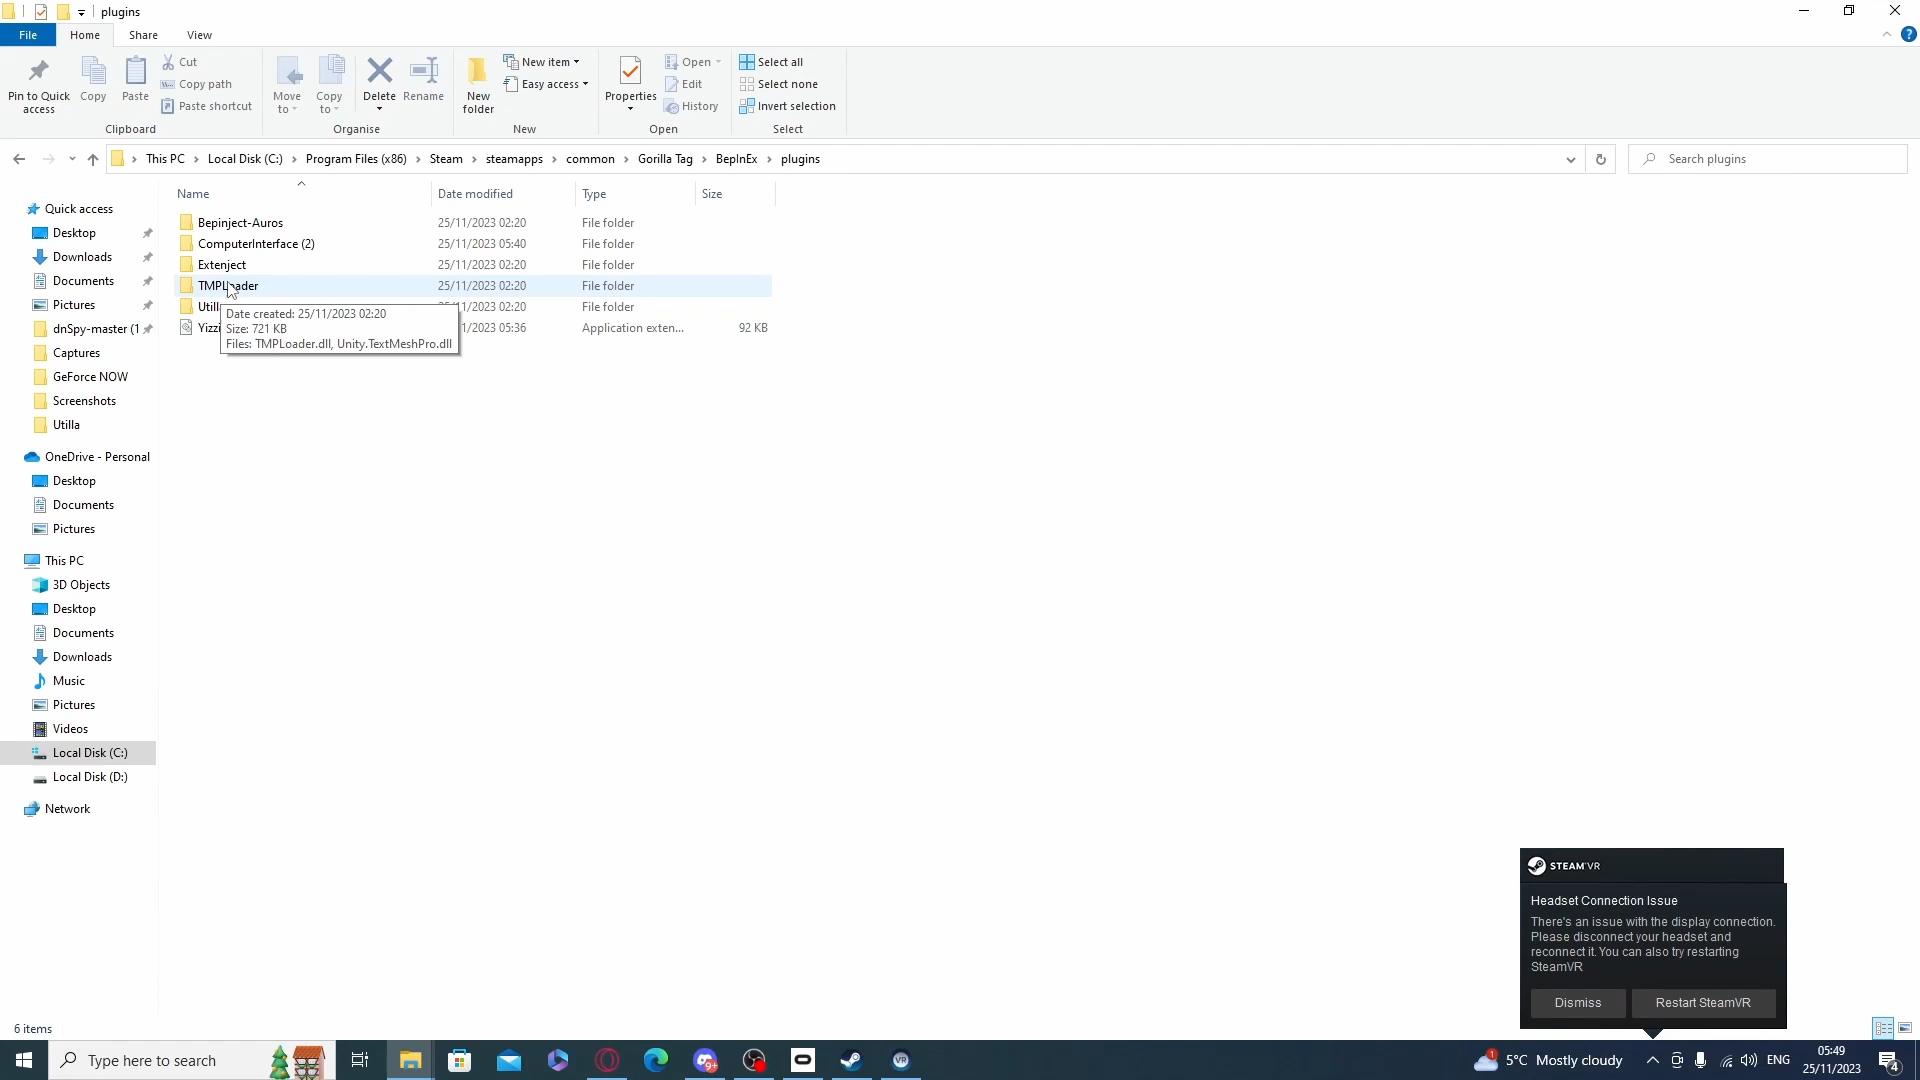 plugins
File
Home
Share
View
Pin to Quick access
Copy
Paste
Cut
Copy path
Paste shortcut
Clipboard
Move to
Copy to
Delete
Rename
Organise
New folder
New item
Easy access
New
Properties
Open
Edit
History
Open
Select all
Select none
Invert selection
Select
This PC
Local Disk (C:)
Program Files (x86)
Steam
steamapps
common
Gorilla Tag
BepInEx
plugins
Search plugins
Name
Date modified
Type
Size
Bepinject-Auros 25/11/2023 02:20 File folder
ComputerInterface (2) 25/11/2023 05:40 File folder
Extenject 25/11/2023 02:20 File folder
TMPLoader 25/11/2023 02:20 File folder
File folder
/2023 05:36 Application exten... 92 KB
Date created: 25/11/2023 02:20
Size: 721 KB
Files: TMPLoader.dll, Unity.TextMeshPro.dll
Quick access
Desktop
Downloads
Documents
Pictures
dnSpy-master (1
Captures
GeForce NOW
Screenshots
Utilla
OneDrive - Personal
Desktop
Documents
Pictures
This PC
3D Objects
Desktop
Documents
Downloads
Music
Pictures
Videos
Local Disk (C:)
Local Disk (D:)
Network
6 items
STEAMVR
Headset Connection Issue
There's an issue with the display connection.
Please disconnect your headset and
reconnect it. You can also try restarting
SteamVR
Dismiss
Restart SteamVR
Type here to search
9+
VR
1
5°C Mostly cloudy
ENG
05:49
25/11/2023
4